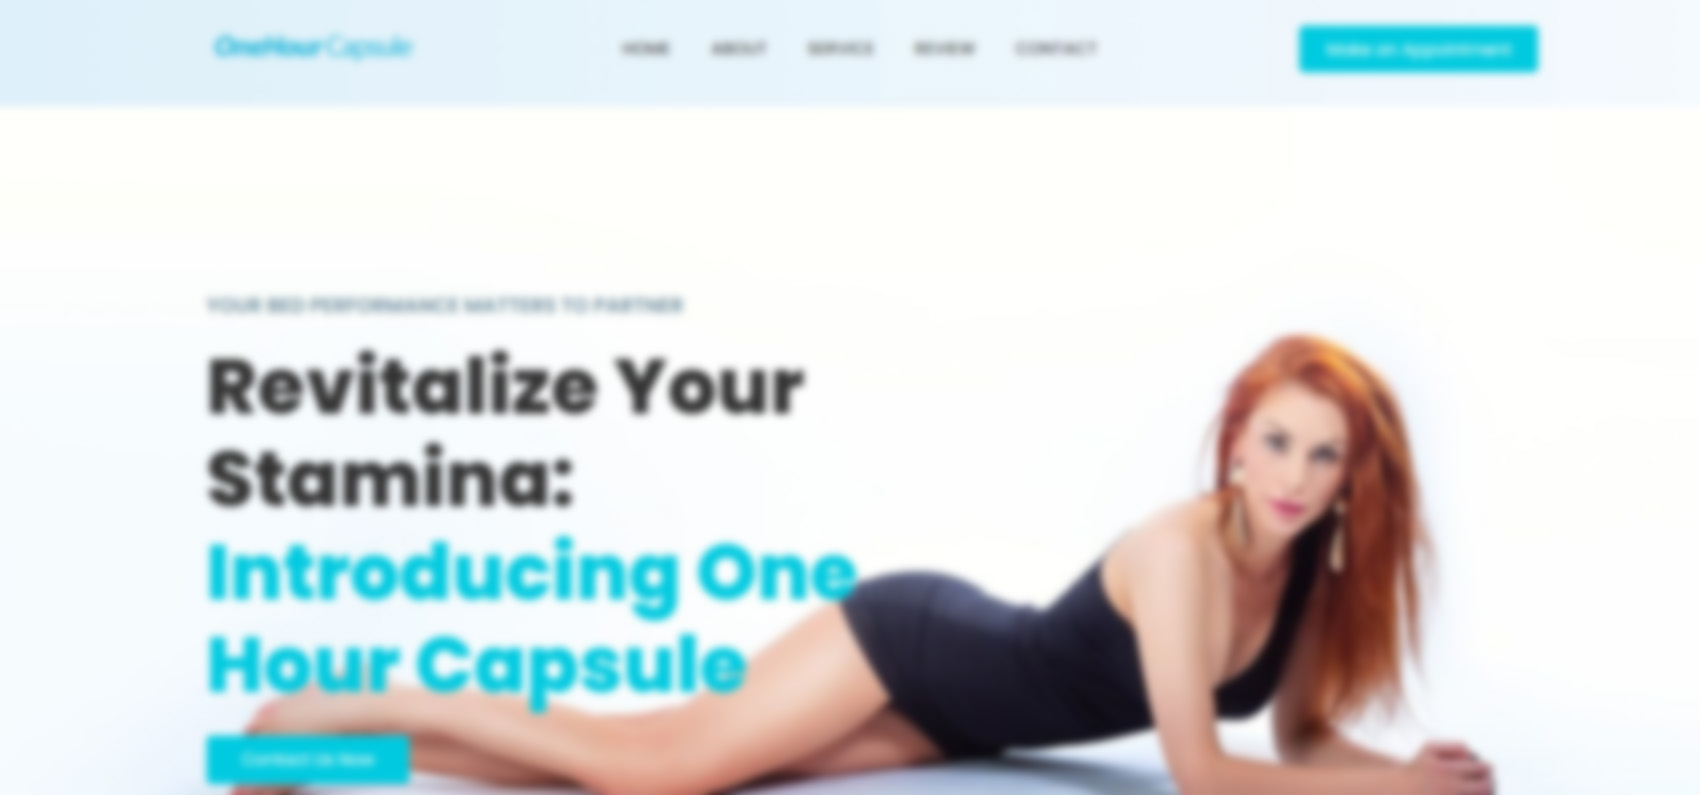 OneHour Capsule
HOME ABOUT SERVICE REVIEW CONTACT
Make an Appointment
YOUR BED PERFORMANCE MATTERS TO PARTNER
Revitalize Your
Stamina:
Introducing One
Hour Capsule
Contact Us Now